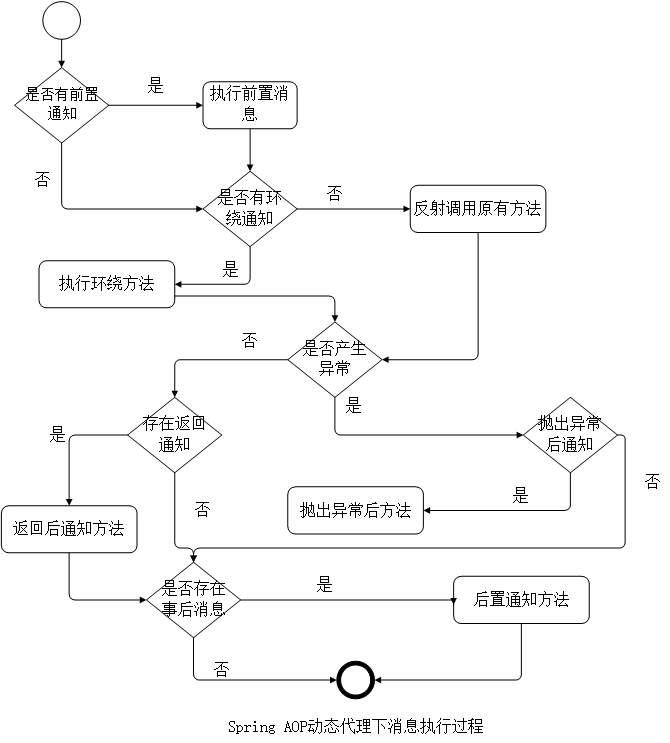 是否有前置
通知
是
执行前置消
息
否
是否有环
绕通知
否
反射调用原有方法
是
执行环绕方法
是否产生
异常
否
是
存在返回
通知
是
抛出异常
后通知
否
返回后通知方法
否
抛出异常后方法
是
是否存在
事后消息
是
后置通知方法
否
Spring AOP动态代理下消息执行过程